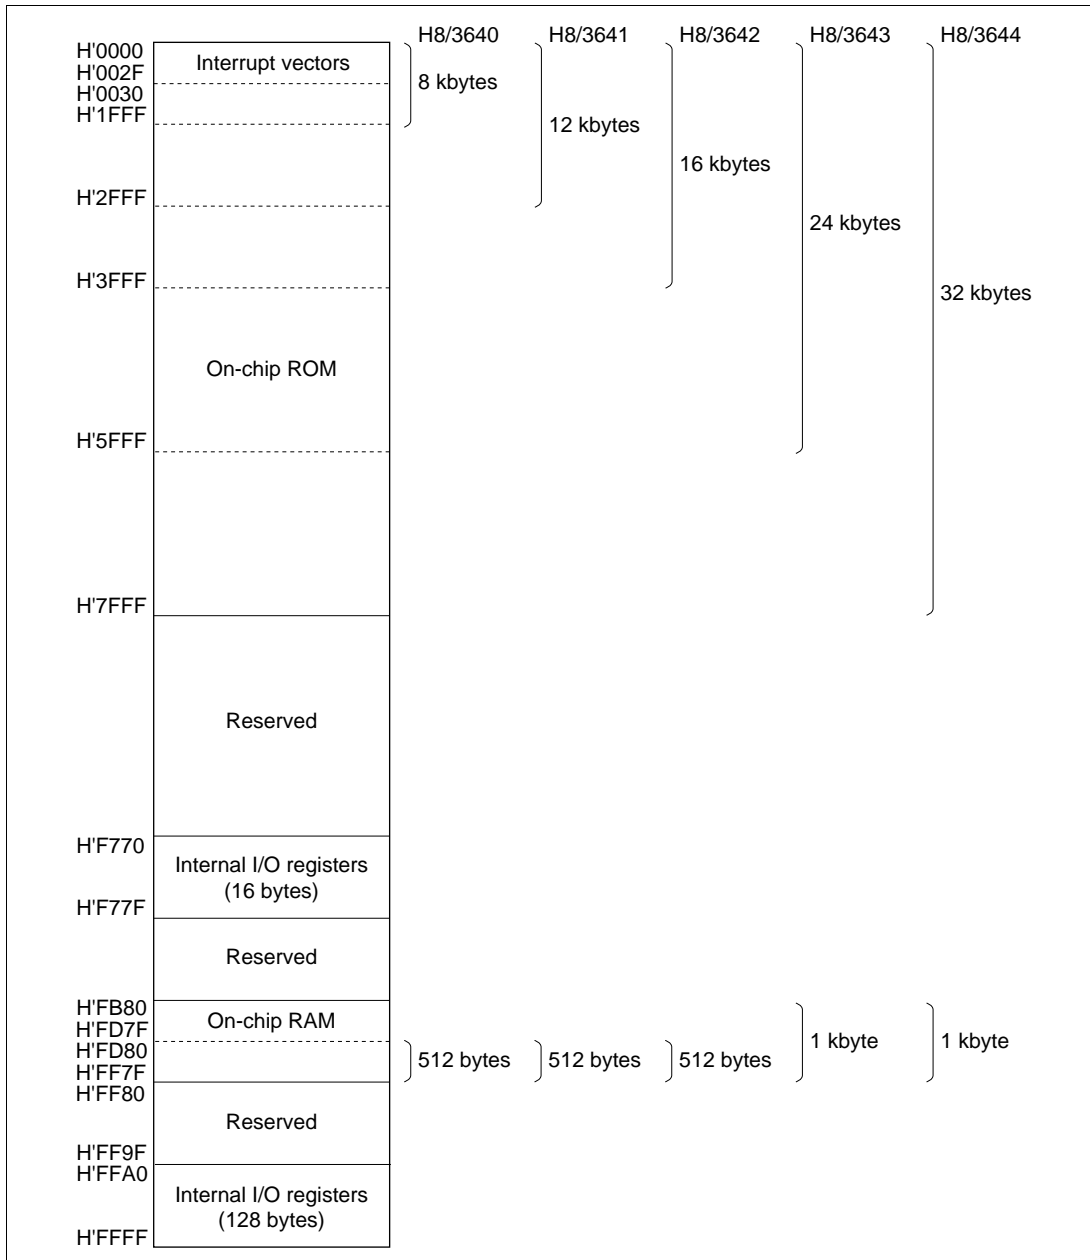 H8/3640 H8/3641 H8/3642 H8/3643 H8/3644
H'0000
Interrupt vectors
H'002F
8 kbytes
H'0030
H'1FFF
12 kbytes
16 kbytes
H'2FFF
24 kbytes
H'3FFF
32 kbytes
On-chip ROM
H'5FFF
H'7FFF
Reserved
H'F770
Internal I/O registers
(16 bytes)
H'F77F
Reserved
H'FB80
On-chip RAM
H'FD7F
1 kbyte 1 kbyte
H'FD80
512 bytes 512 bytes 512 bytes
H'FF7F
H'FF80
Reserved
H'FF9F
H'FFA0
Internal I/O registers
(128 bytes)
H'FFFF